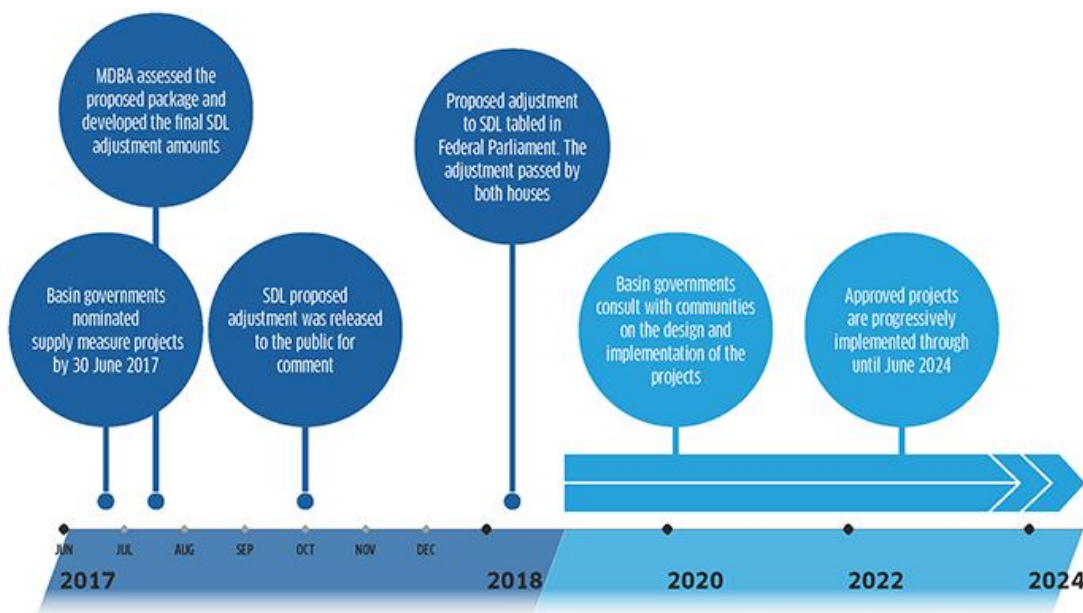 MDBA assessed the
proposed package and
developed the final SDL
adjustment amounts
Proposed adjustment
to SDL tabled in
Federal Parliament. The
adjustment passed by
both houses
Basin governments
nominated
supply measure projects
by 30 June 2017
SDL proposed
adjustment was released
to the public for
comment
Basin governments
consult with communities
on the design and
implementation of the
projects
Approved projects
are progressively
implemented through
until June 2024
JUN JUL AUG SEP OCT NOV DEC
2017 2018 2020 2022 2024